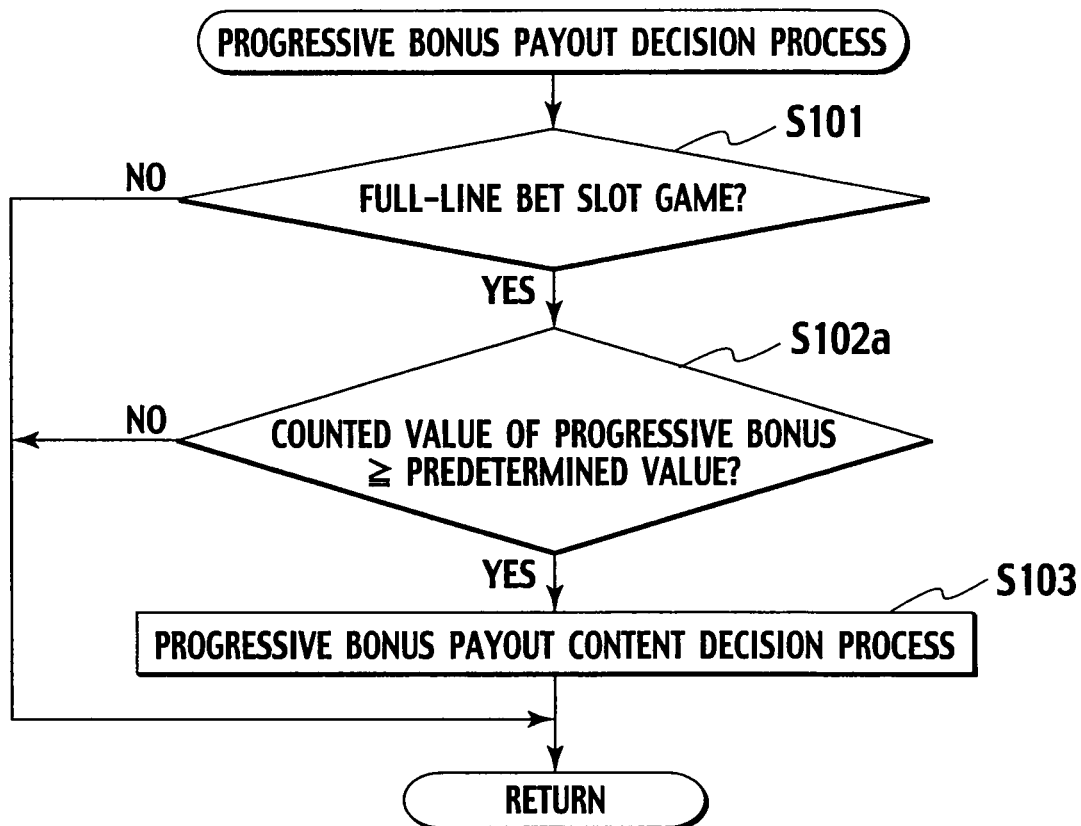 PROGRESSIVE BONUS PAYOUT DECISION PROCESS
S101
NO
FULL-LINE BET SLOT GAME?
YES
S102a
NO
COUNTED VALUE OF PROGRESSIVE BONUS
≧ PREDETERMINED VALUE?
YES
S103
PROGRESSIVE BONUS PAYOUT CONTENT DECISION PROCESS
RETURN